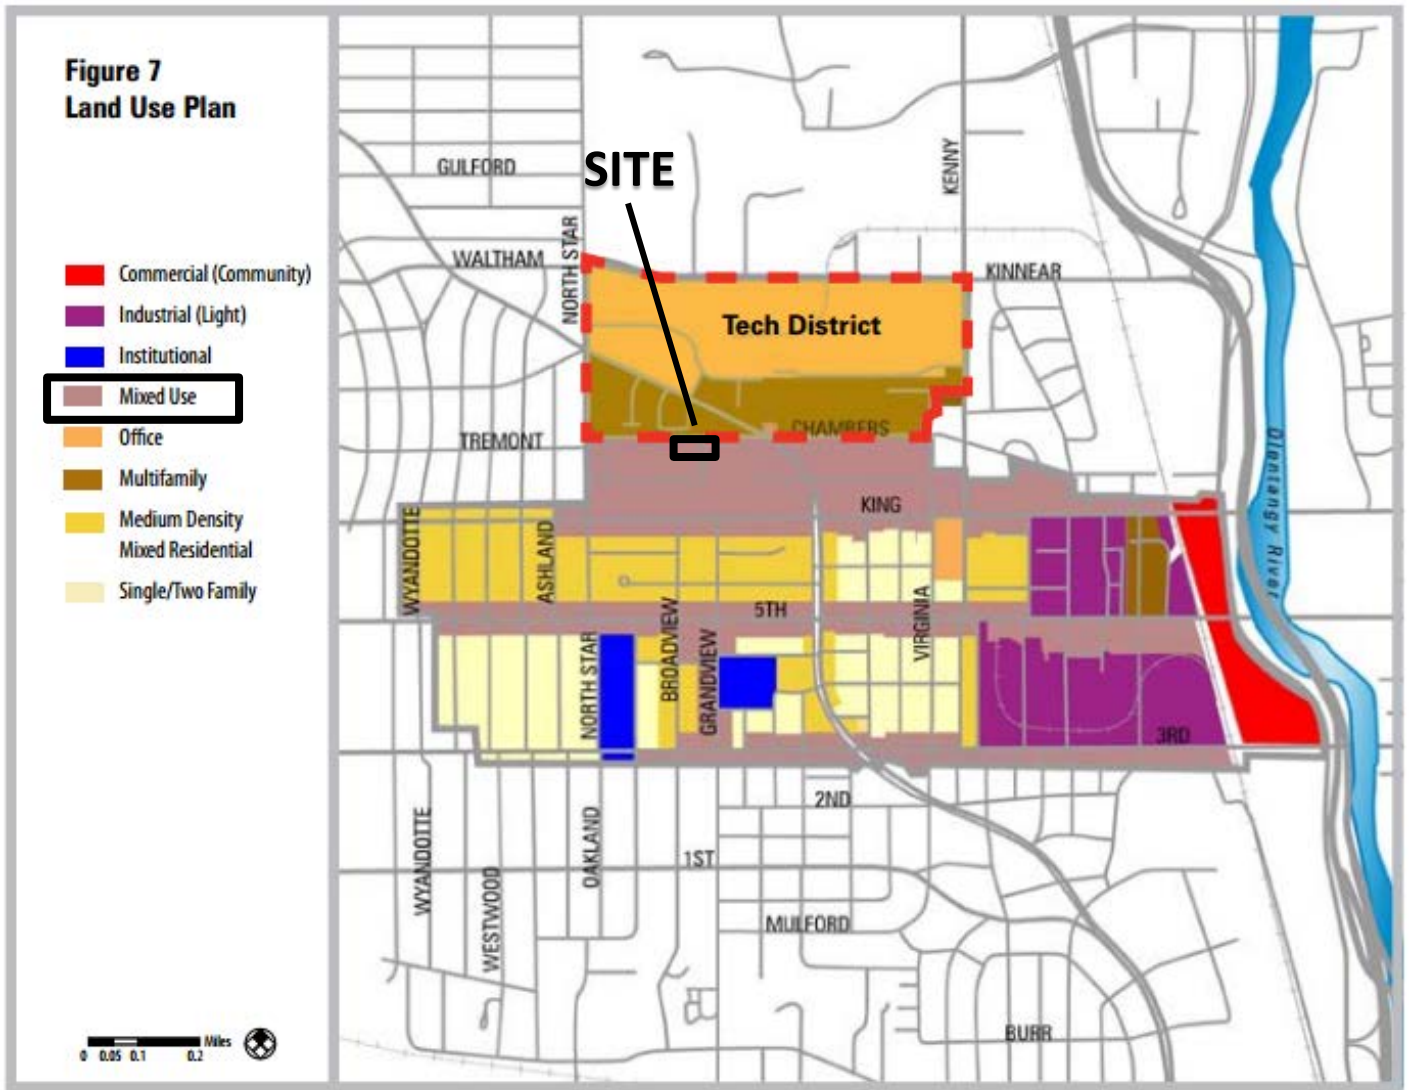 Figure 7
Land Use Plan
Commercial (Community)
Industrial (Light)
Institutional
Mixed Use
Office
Multifamily
Medium Density
Mixed Residential
Single/Two Family
0 0.05 0.1 0.2 Miles
GULFORD
SITE
KENNY
NORTH STAR
WALTHAM
KINNEAR
Tech District
CHAMBERS
TREMONT
Olentangy River
KING
WYANDOTTE
ASHLAND
5TH
VIRGINIA
BROADVIEW
NORTH STAR
GRANDVIEW
3RD
2ND
WYANDOTTE
OAKLAND
1ST
WESTWOOD
MULFORD
BURR